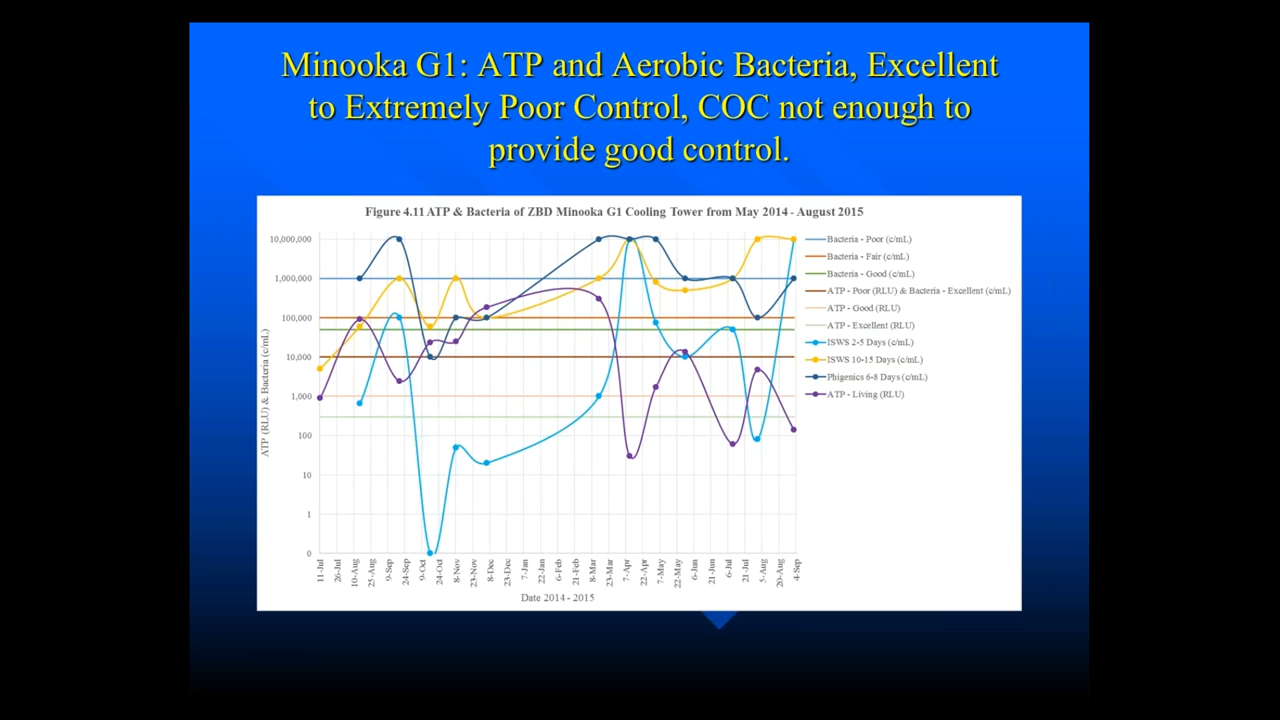 Minooka G1: ATP and Aerobic Bacteria, Excellent
to Extremely Poor Control, COC not enough to
provide good control.
Figure 4.11 ATP & Bacteria of ZBD Minooka G1 Cooling Tower from May 2014 - August 2015
ATP (RLU) & Bacteria (c/mL)
10,000,000
1,000,000
100,000
10,000
1,000
100
10
1
0
11-Jul
26-Jul
10-Aug
25-Aug
9-Sep
24-Sep
9-Oct
24-Oct
8-Nov
23-Nov
8-Dec
23-Dec
7-Jan
22-Jan
6-Feb
21-Feb
8-Mar
23-Mar
7-Apr
22-Apr
7-May
22-May
6-Jun
21-Jun
6-Jul
21-Jul
5-Aug
20-Aug
4-Sep
Date 2014 - 2015
Bacteria - Poor (c/mL)
Bacteria - Fair (c/mL)
Bacteria - Good (c/mL)
ATP - Poor (RLU) & Bacteria - Excellent (c/mL)
ATP - Good (RLU)
ATP - Excellent (RLU)
ISWS 2-5 Days (c/mL)
ISWS 10-15 Days (c/mL)
Phigenics 6-8 Days (c/mL)
ATP - Living (RLU)